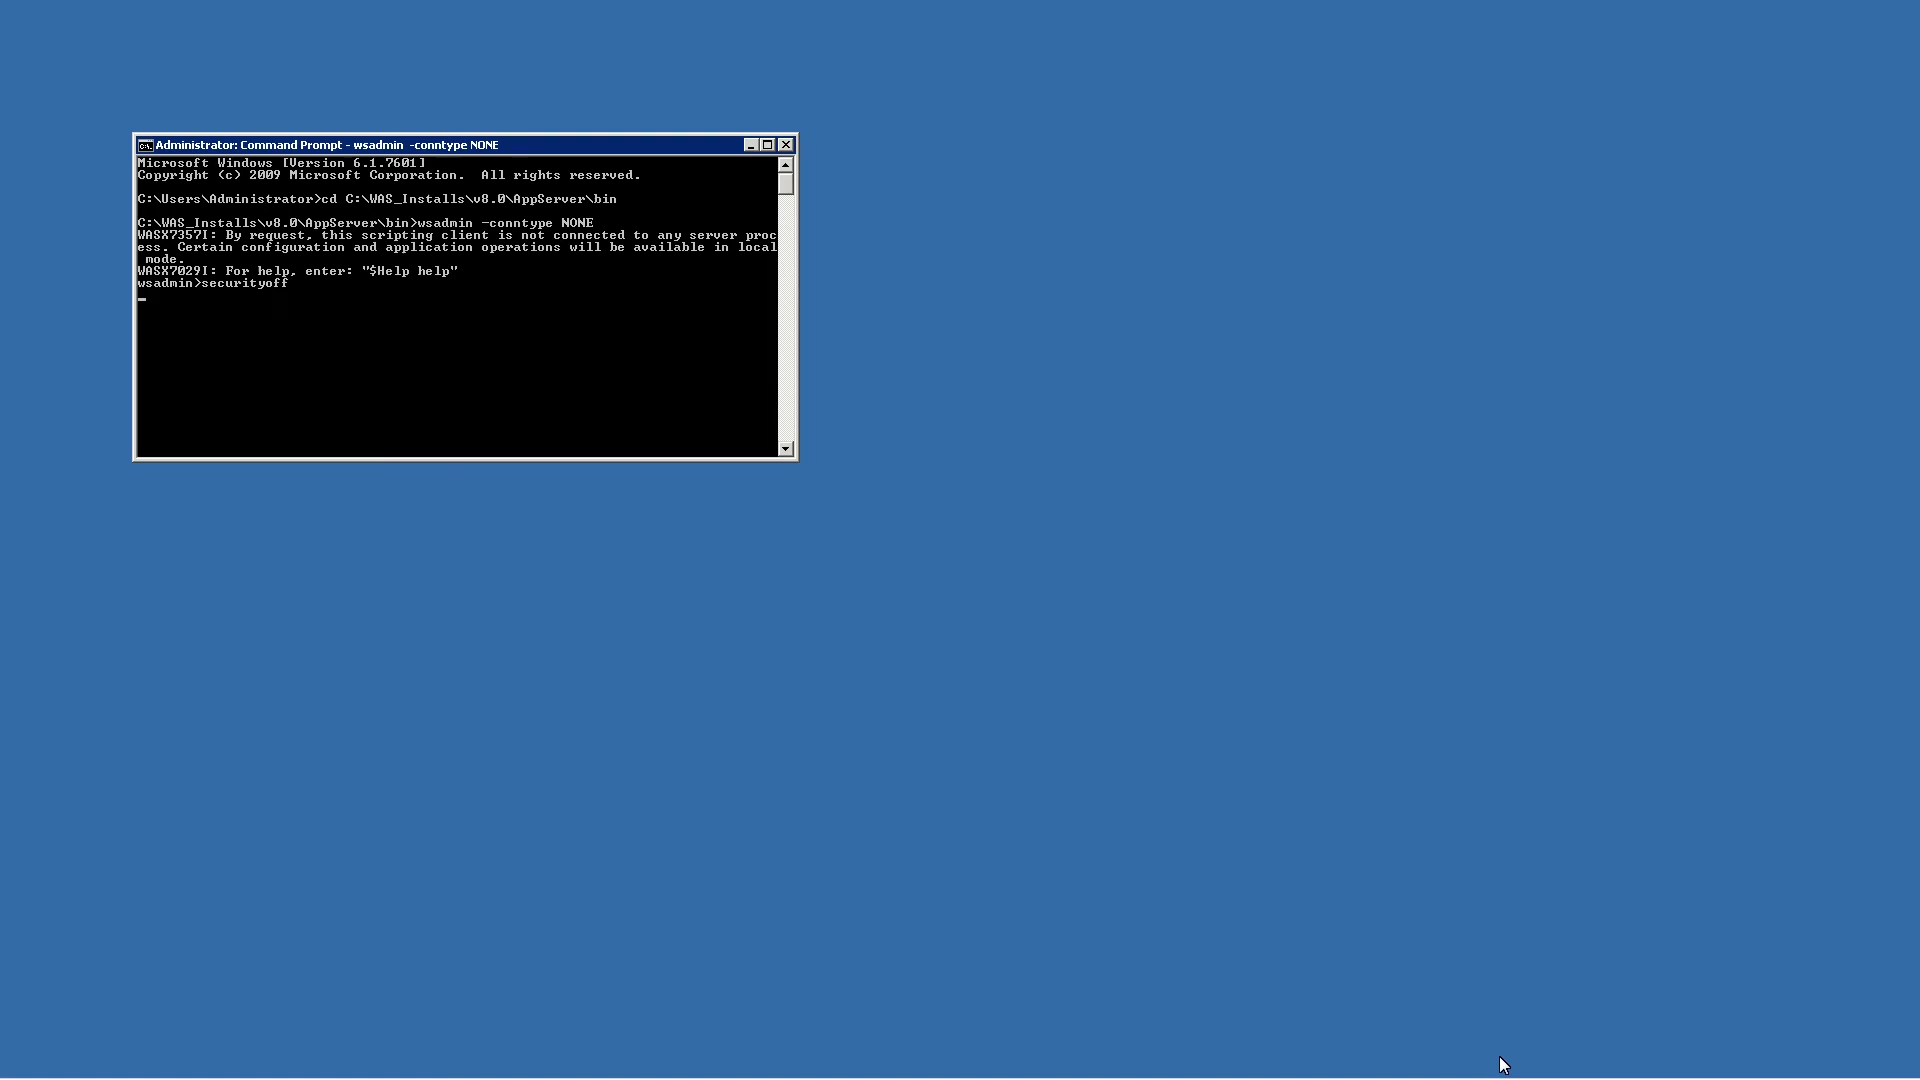 Administrator: Command Prompt - wsadmin  -conntype NONE
Microsoft Windows [Version 6.1.7601]
Copyright (c) 2009 Microsoft Corporation.  All rights reserved.
C:\Users\Administrator>cd C:\WAS_Installs\v8.0\AppServer\bin
C:\WAS_Installs\v8.0\AppServer\bin>wsadmin -conntype NONE
WASX7357I: By request, this scripting client is not connected to any server proc
ess. Certain configuration and application operations will be available in local
 mode.
WASX7029I: For help, enter: "$Help help"
wsadmin>securityoff